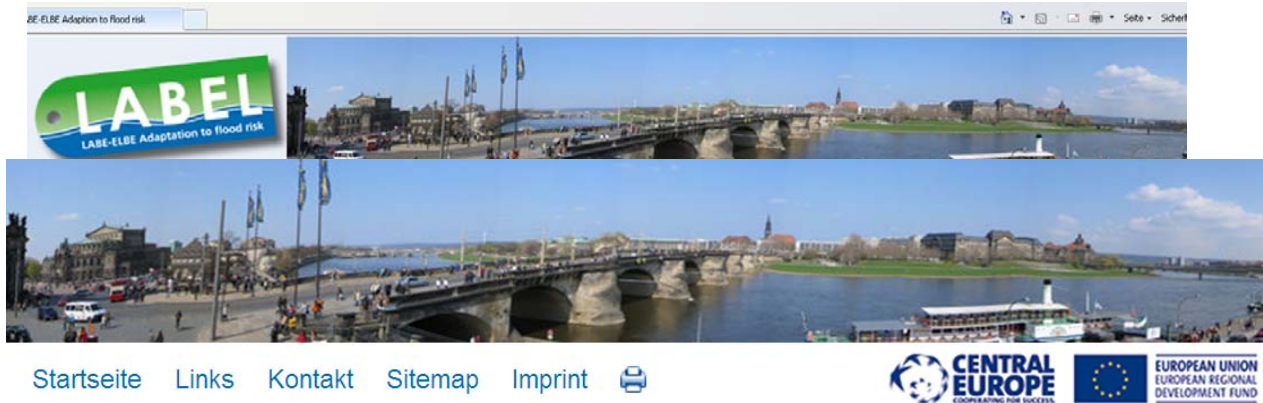 BE-ELBE Adaption to flood risk
Seite
LABEL
LABE-ELBE Adaptation to flood risk
Startseite Links Kontakt Sitemap Imprint
CENTRAL
EUROPE
COOPERATING FOR SUCCESS.
EUROPEAN UNION
EUROPEAN REGIONAL
DEVELOPMENT FUND